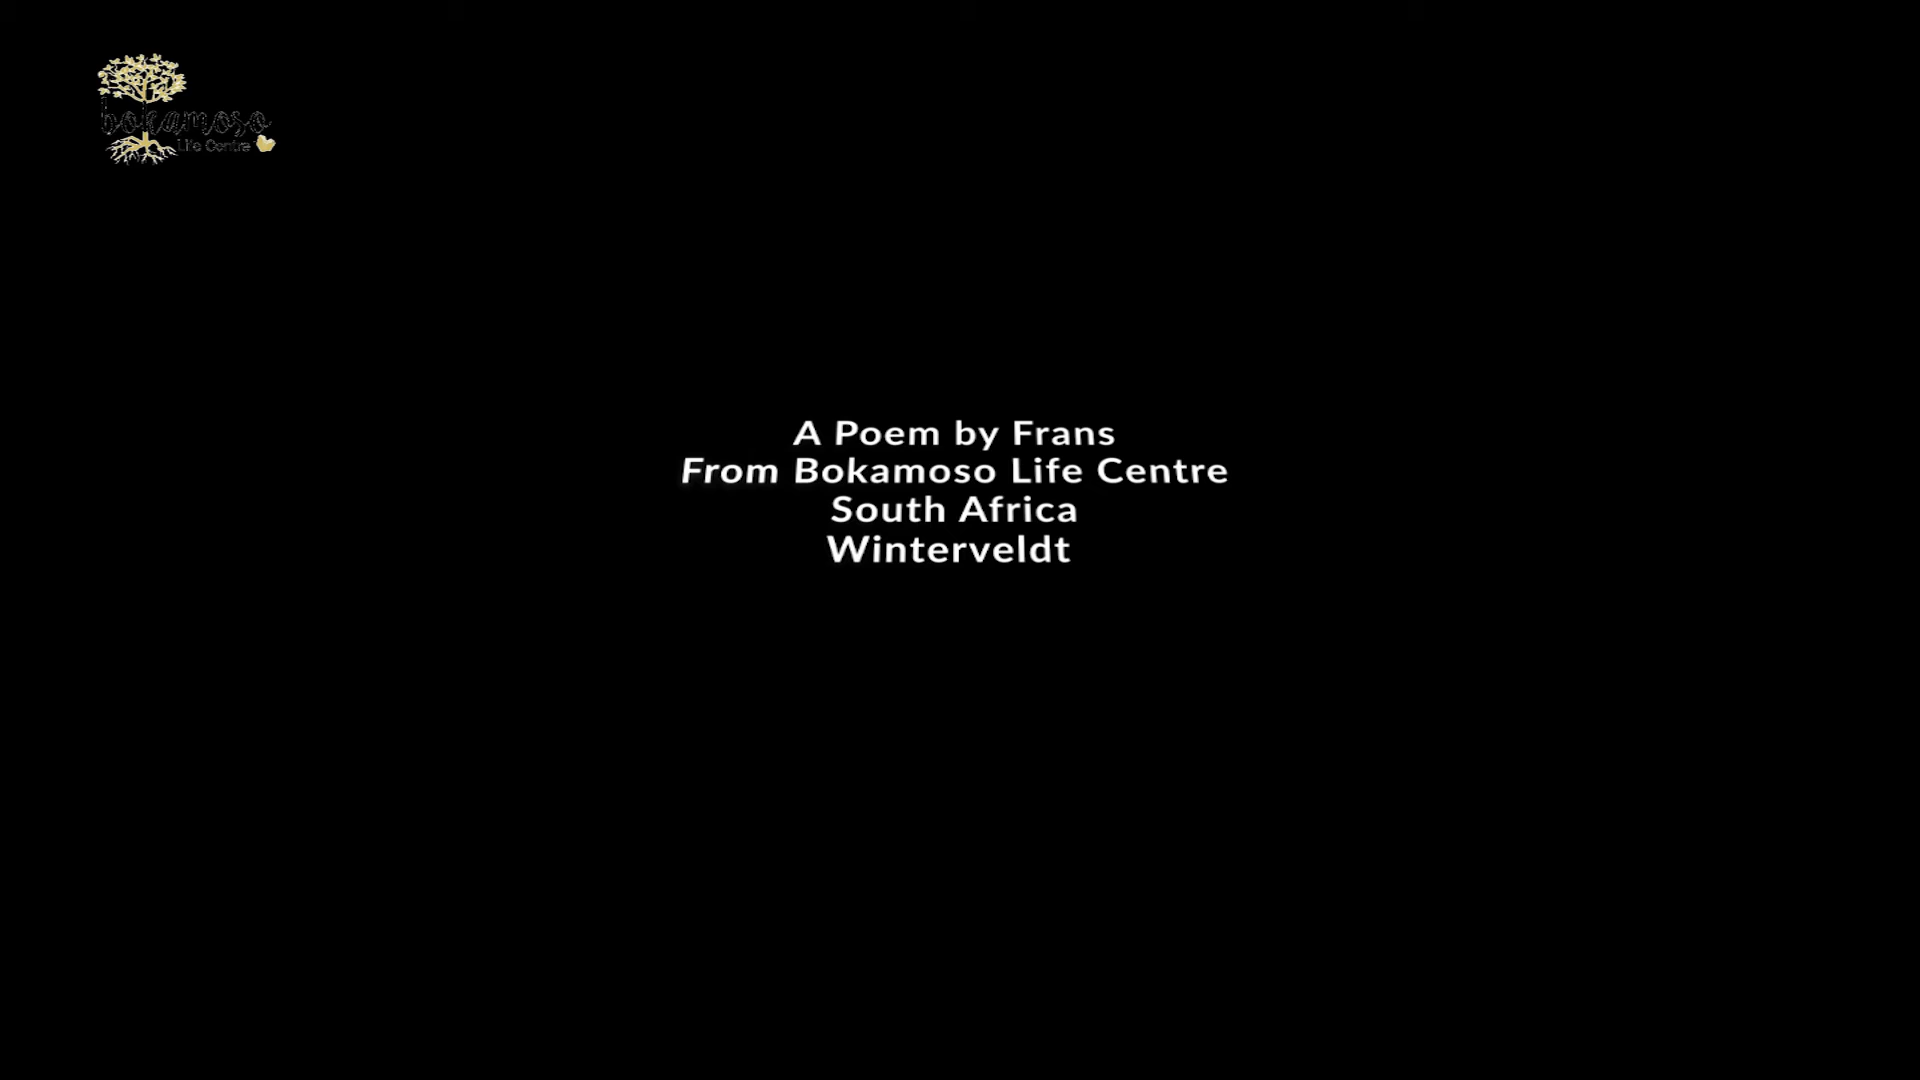 bokamoso
Life Centre
A Poem by Frans
From Bokamoso Life Centre
South Africa
Winterveldt